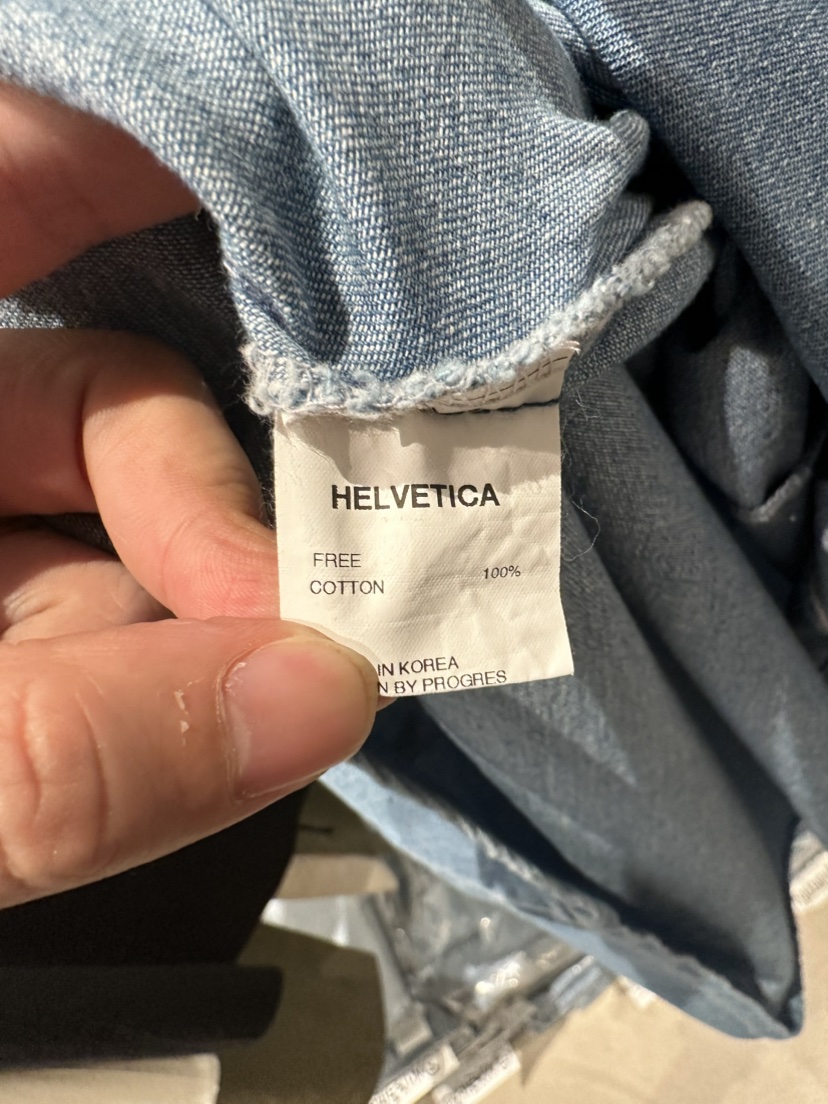 HELVETICA
FREE
COTTON 100%
IN KOREA
N BY PROGRES